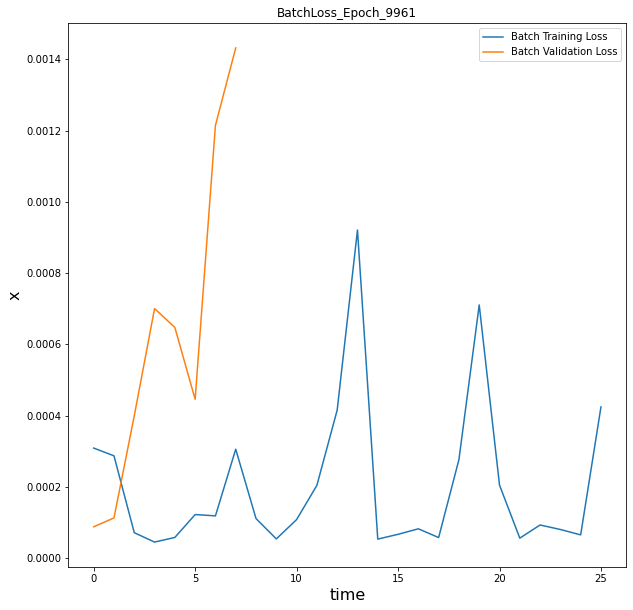 BatchLoss_Epoch_9961
Batch Training Loss
Batch Validation Loss
0.0014
0.0012
0.0010
0.0008
0.0006
0.0004
0.0002
0.0000
x
0 5 10 15 20 25
time